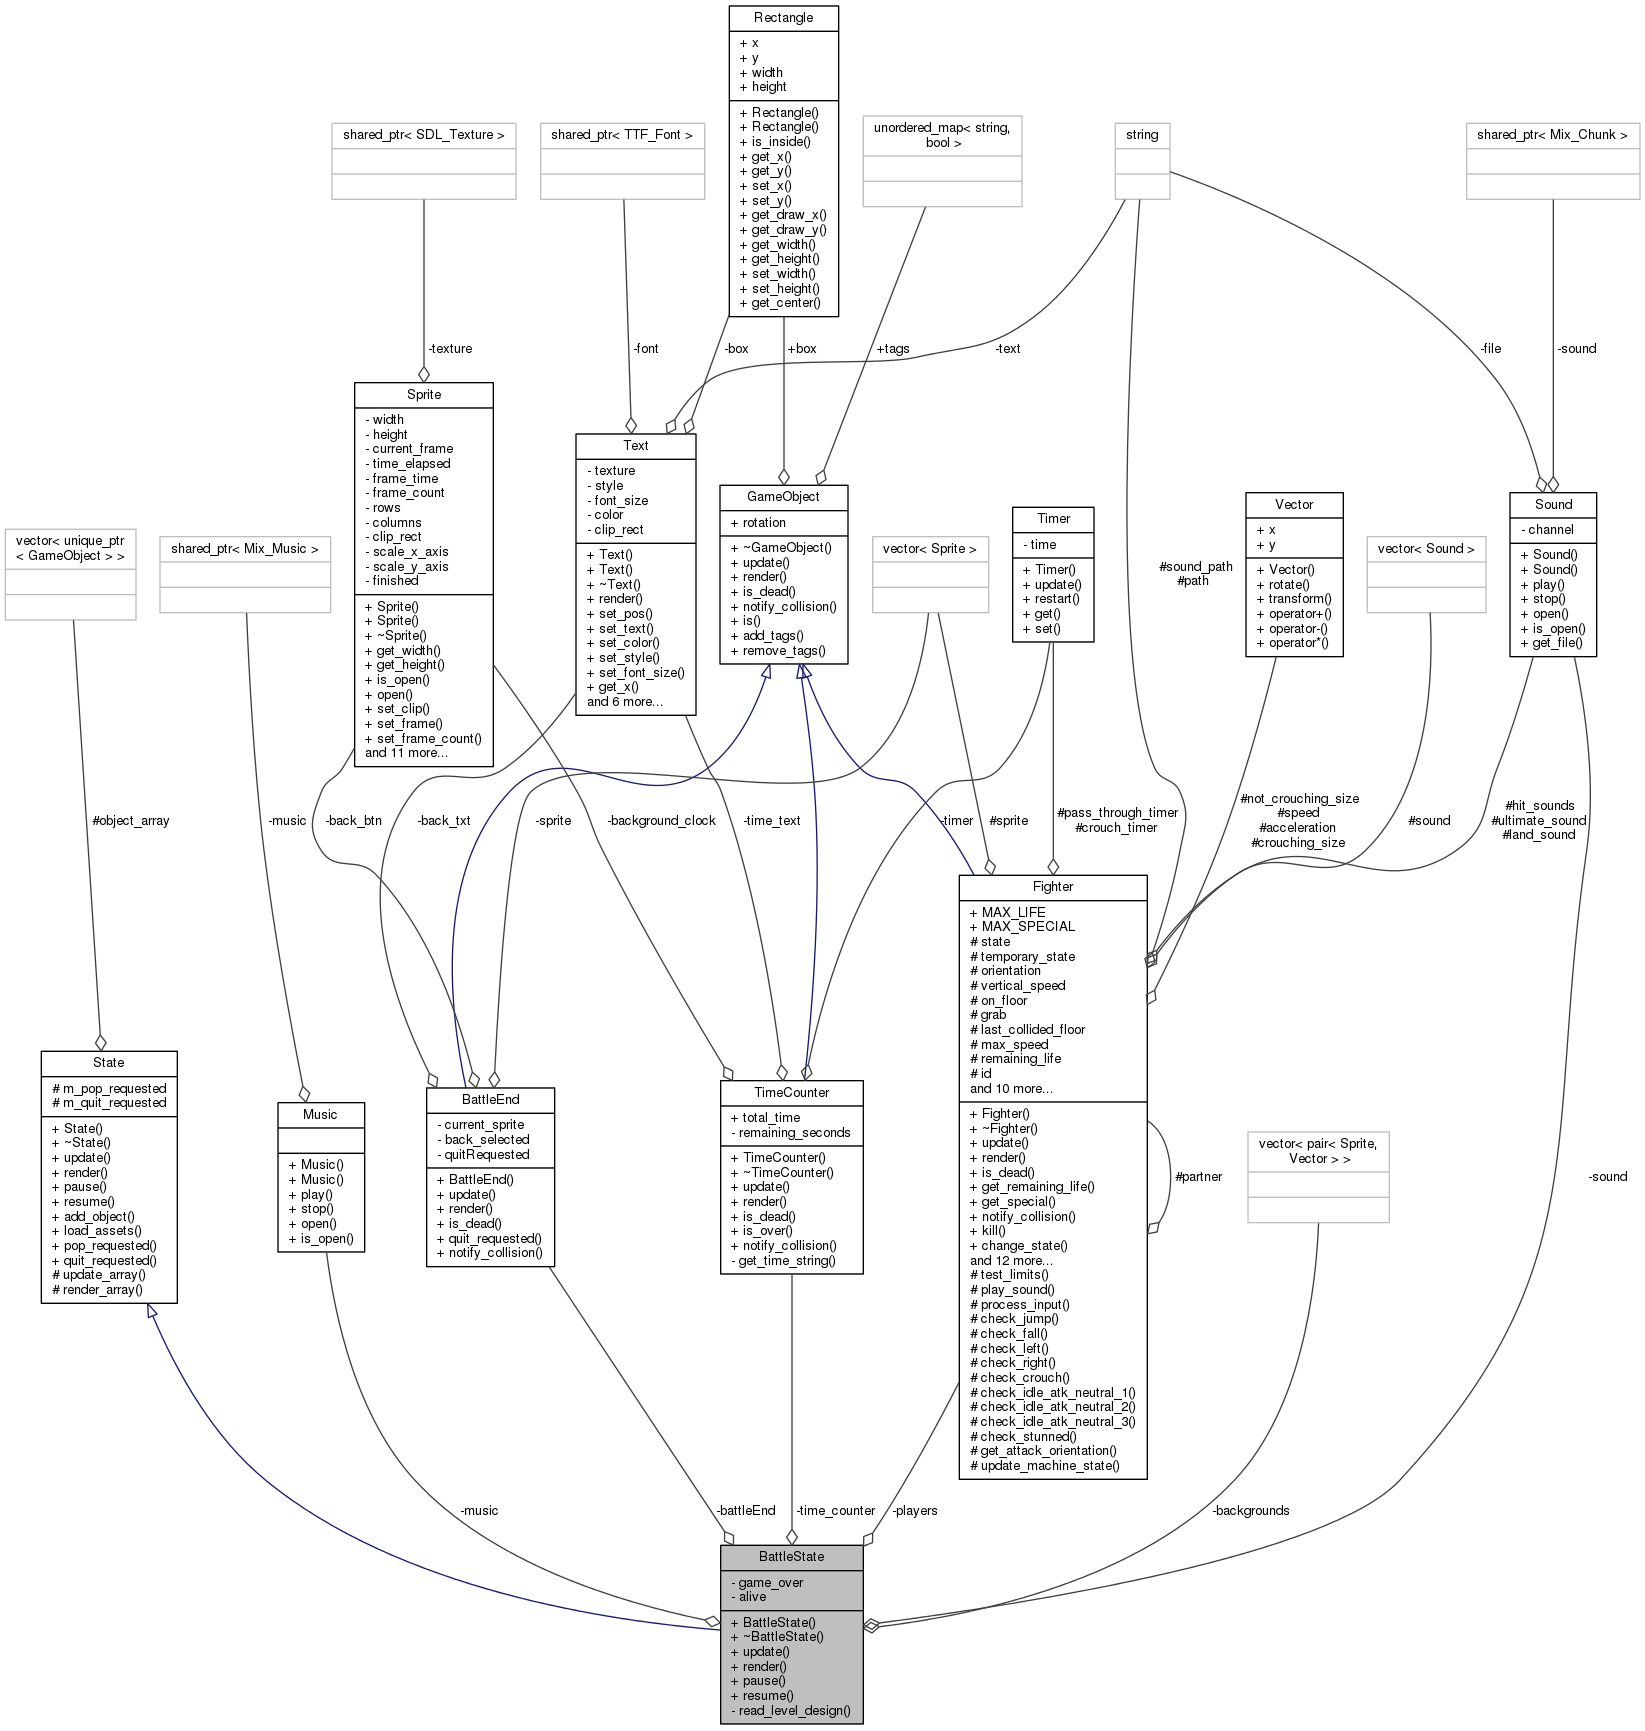 Rectangle
+ x
+ y
+ width
+ height
+ Rectangle()
+ Rectangle()
+ is_inside()
+ get_x()
+ get_y()
+ set_x()
+ set_y()
+ get_draw_x()
+ get_draw_y()
+ get_width()
+ get_height()
+ set_width()
+ set_height()
+ get_center()
shared_ptr< SDL_Texture >
shared_ptr< TTF_Font >
unordered_map< string,
bool >
string
shared_ptr< Mix_Chunk >
-texture
-font
-box
+box
+tags
-text
-file
-sound
Sprite
- width
- height
- current_frame
- time_elapsed
- frame_time
- frame_count
- rows
- columns
- clip_rect
- scale_x_axis
- scale_y_axis
- finished
+ Sprite()
+ Sprite()
+ ~Sprite()
+ get_width()
+ get_height()
+ is_open()
+ open()
+ set_clip()
+ set_frame()
+ set_frame_count()
and 11 more...
Text
- texture
- style
- font_size
- color
- clip_rect
+ Text()
+ Text()
+ ~Text()
+ render()
+ set_pos()
+ set_text()
+ set_color()
+ set_style()
+ set_font_size()
+ get_x()
and 6 more...
GameObject
+ rotation
+ ~GameObject()
+ update()
+ render()
+ is_dead()
+ notify_collision()
+ is()
+ add_tags()
+ remove_tags()
vector< Sprite >
Timer
- time
+ Timer()
+ update()
+ restart()
+ get()
+ set()
#sound_path
#path
Vector
+ x
+ y
+ Vector()
+ rotate()
+ transform()
+ operator+()
+ operator-()
+ operator*()
vector< Sound >
Sound
- channel
+ Sound()
+ Sound()
+ play()
+ stop()
+ open()
+ is_open()
+ get_file()
vector< unique_ptr
< GameObject > >
shared_ptr< Mix_Music >
#object_array
-music
-back_btn
-back_txt
-sprite
-background_clock
-time_text
-timer
#sprite
#pass_through_timer
#crouch_timer
#not_crouching_size
#speed
#acceleration
#crouching_size
#sound
#hit_sounds
#ultimate_sound
#land_sound
State
# m_pop_requested
# m_quit_requested
+ State()
+ ~State()
+ update()
+ render()
+ pause()
+ resume()
+ add_object()
+ load_assets()
+ pop_requested()
+ quit_requested()
# update_array()
# render_array()
Music
+ Music()
+ Music()
+ play()
+ stop()
+ open()
+ is_open()
BattleEnd
- current_sprite
- back_selected
- quitRequested
+ BattleEnd()
+ update()
+ render()
+ is_dead()
+ quit_requested()
+ notify_collision()
TimeCounter
+ total_time
- remaining_seconds
+ TimeCounter()
+ ~TimeCounter()
+ update()
+ render()
+ is_dead()
+ is_over()
+ notify_collision()
- get_time_string()
Fighter
+ MAX_LIFE
+ MAX_SPECIAL
# state
# temporary_state
# orientation
# vertical_speed
# on_floor
# grab
# last_collided_floor
# max_speed
# remaining_life
# id
and 10 more...
+ Fighter()
+ ~Fighter()
+ update()
+ render()
+ is_dead()
+ get_remaining_life()
+ get_special()
+ notify_collision()
+ kill()
+ change_state()
and 12 more...
# test_limits()
# play_sound()
# process_input()
# check_jump()
# check_fall()
# check_left()
# check_right()
# check_crouch()
# check_idle_atk_neutral_1()
# check_idle_atk_neutral_2()
# check_idle_atk_neutral_3()
# check_stunned()
# get_attack_orientation()
# update_machine_state()
#partner
vector< pair< Sprite,
Vector > >
-sound
-music
-battleEnd
-time_counter
-players
-backgrounds
BattleState
- game_over
- alive
+ BattleState()
+ ~BattleState()
+ update()
+ render()
+ pause()
+ resume()
- read_level_design()